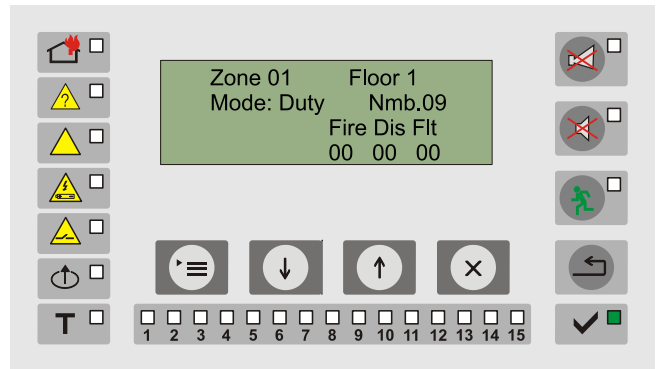 Zone 01 Floor 1
Mode: Duty Nmb.09
Fire Dis Flt
00 00 00
?
T
1 2 3 4 5 6 7 8 9 10 11 12 13 14 15